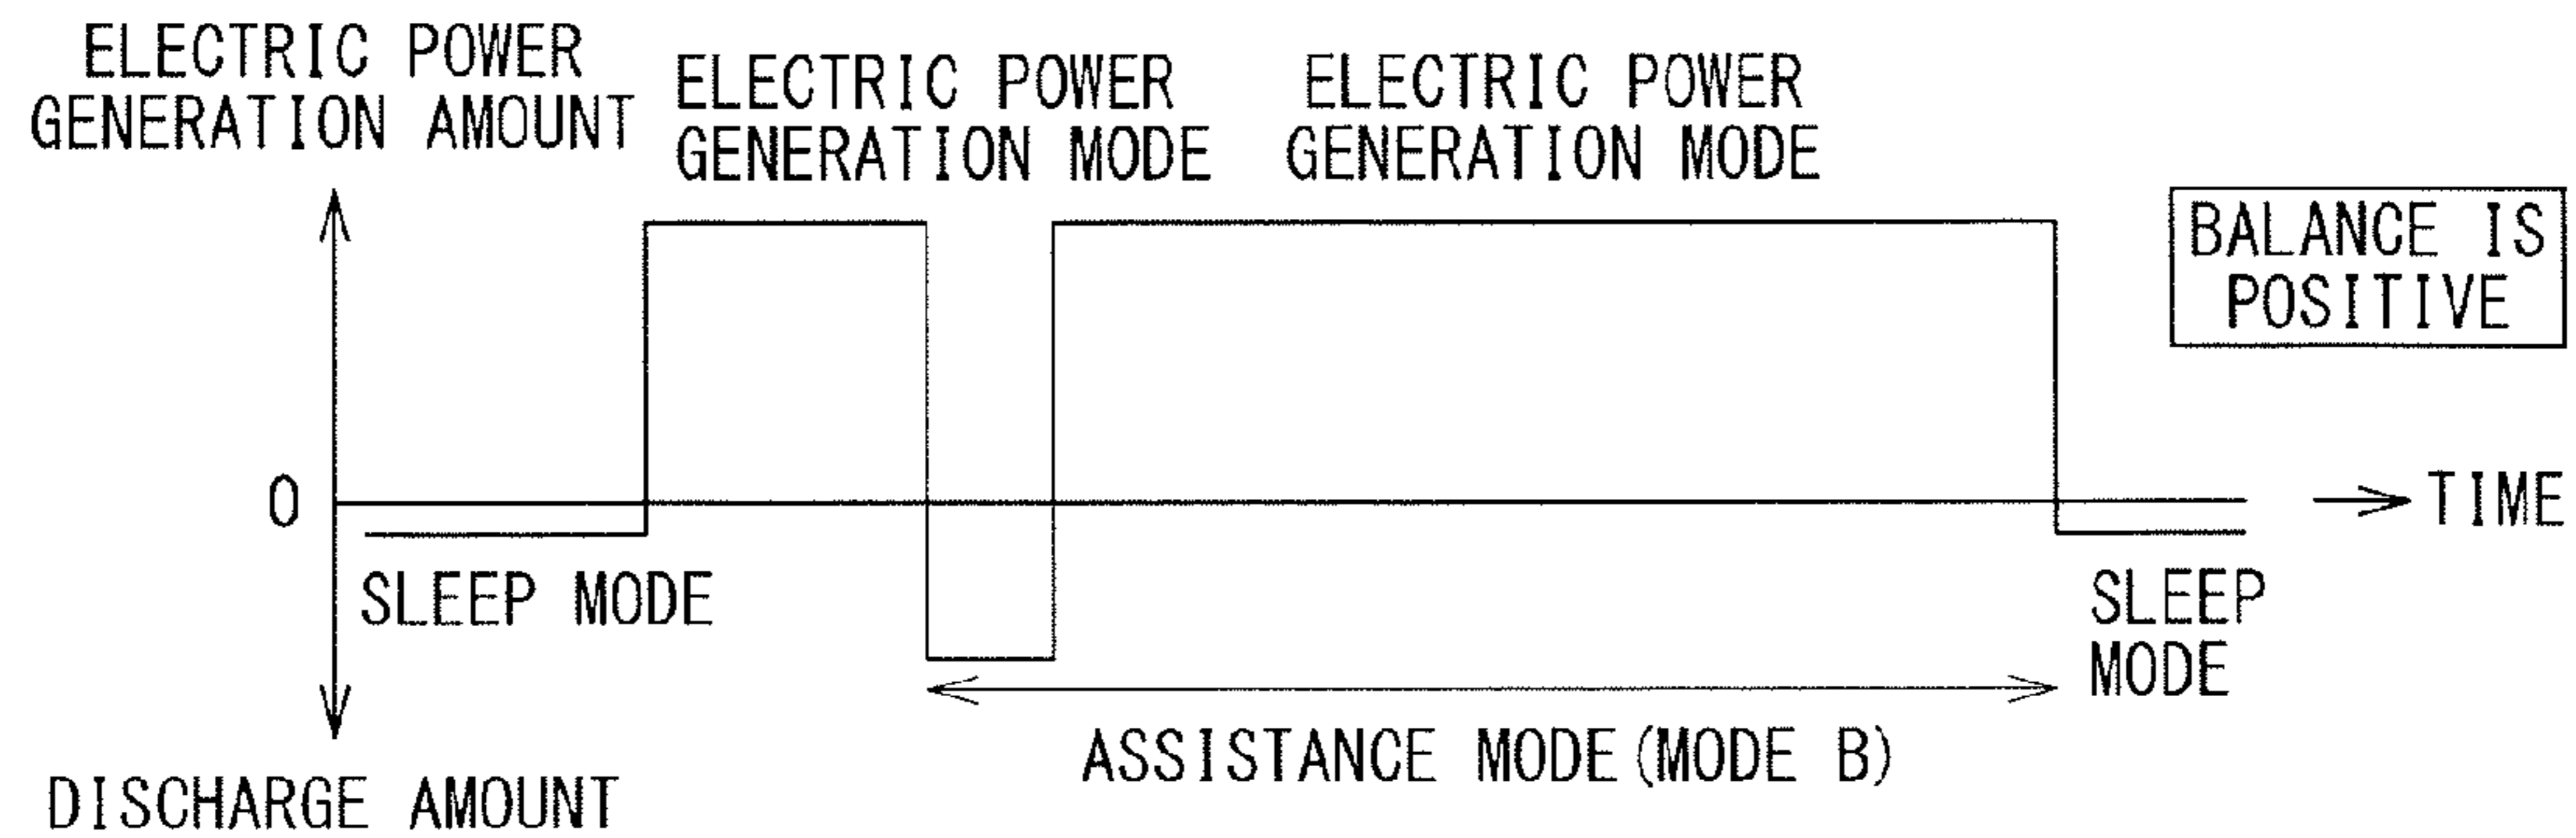 ELECTRIC POWER
GENERATION AMOUNT
ELECTRIC POWER
GENERATION MODE
ELECTRIC POWER
GENERATION MODE
BALANCE IS
POSITIVE
0
TIME
SLEEP MODE
SLEEP
MODE
ASSISTANCE MODE(MODE B)
DISCHARGE AMOUNT